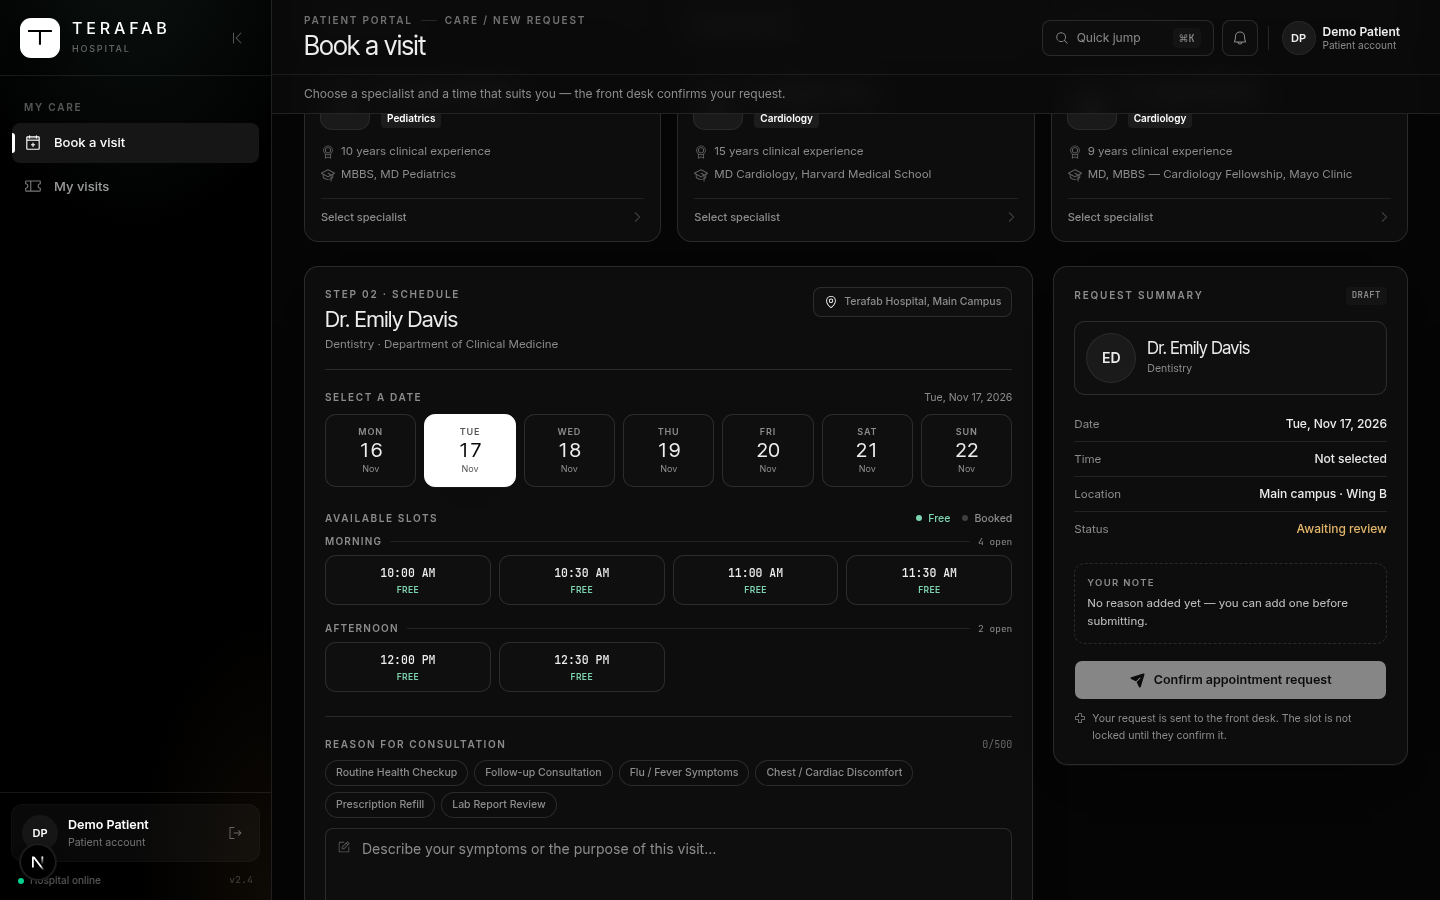 TERAFAB
HOSPITAL
MY CARE
Book a visit
My visits
PATIENT PORTAL — CARE / NEW REQUEST
Book a visit
Quick jump ⌘K
DP
Demo Patient
Patient account
Choose a specialist and a time that suits you — the front desk confirms your request.
Pediatrics
10 years clinical experience
MBBS, MD Pediatrics
Select specialist
Cardiology
15 years clinical experience
MD Cardiology, Harvard Medical School
Select specialist
Cardiology
9 years clinical experience
MD, MBBS — Cardiology Fellowship, Mayo Clinic
Select specialist
STEP 02 · SCHEDULE
Dr. Emily Davis
Dentistry · Department of Clinical Medicine
Terafab Hospital, Main Campus
SELECT A DATE
Tue, Nov 17, 2026
MON
16
Nov
TUE
17
Nov
WED
18
Nov
THU
19
Nov
FRI
20
Nov
SAT
21
Nov
SUN
22
Nov
AVAILABLE SLOTS
Free
Booked
MORNING
4 open
10:00 AM
FREE
10:30 AM
FREE
11:00 AM
FREE
11:30 AM
FREE
AFTERNOON
2 open
12:00 PM
FREE
12:30 PM
FREE
REASON FOR CONSULTATION
0/500
Routine Health Checkup
Follow-up Consultation
Flu / Fever Symptoms
Chest / Cardiac Discomfort
Prescription Refill
Lab Report Review
Describe your symptoms or the purpose of this visit...
REQUEST SUMMARY
DRAFT
ED
Dr. Emily Davis
Dentistry
Date
Tue, Nov 17, 2026
Time
Not selected
Location
Main campus · Wing B
Status
Awaiting review
YOUR NOTE
No reason added yet — you can add one before
submitting.
Confirm appointment request
Your request is sent to the front desk. The slot is not
locked until they confirm it.
DP
Demo Patient
Patient account
N
Hospital online
v2.4